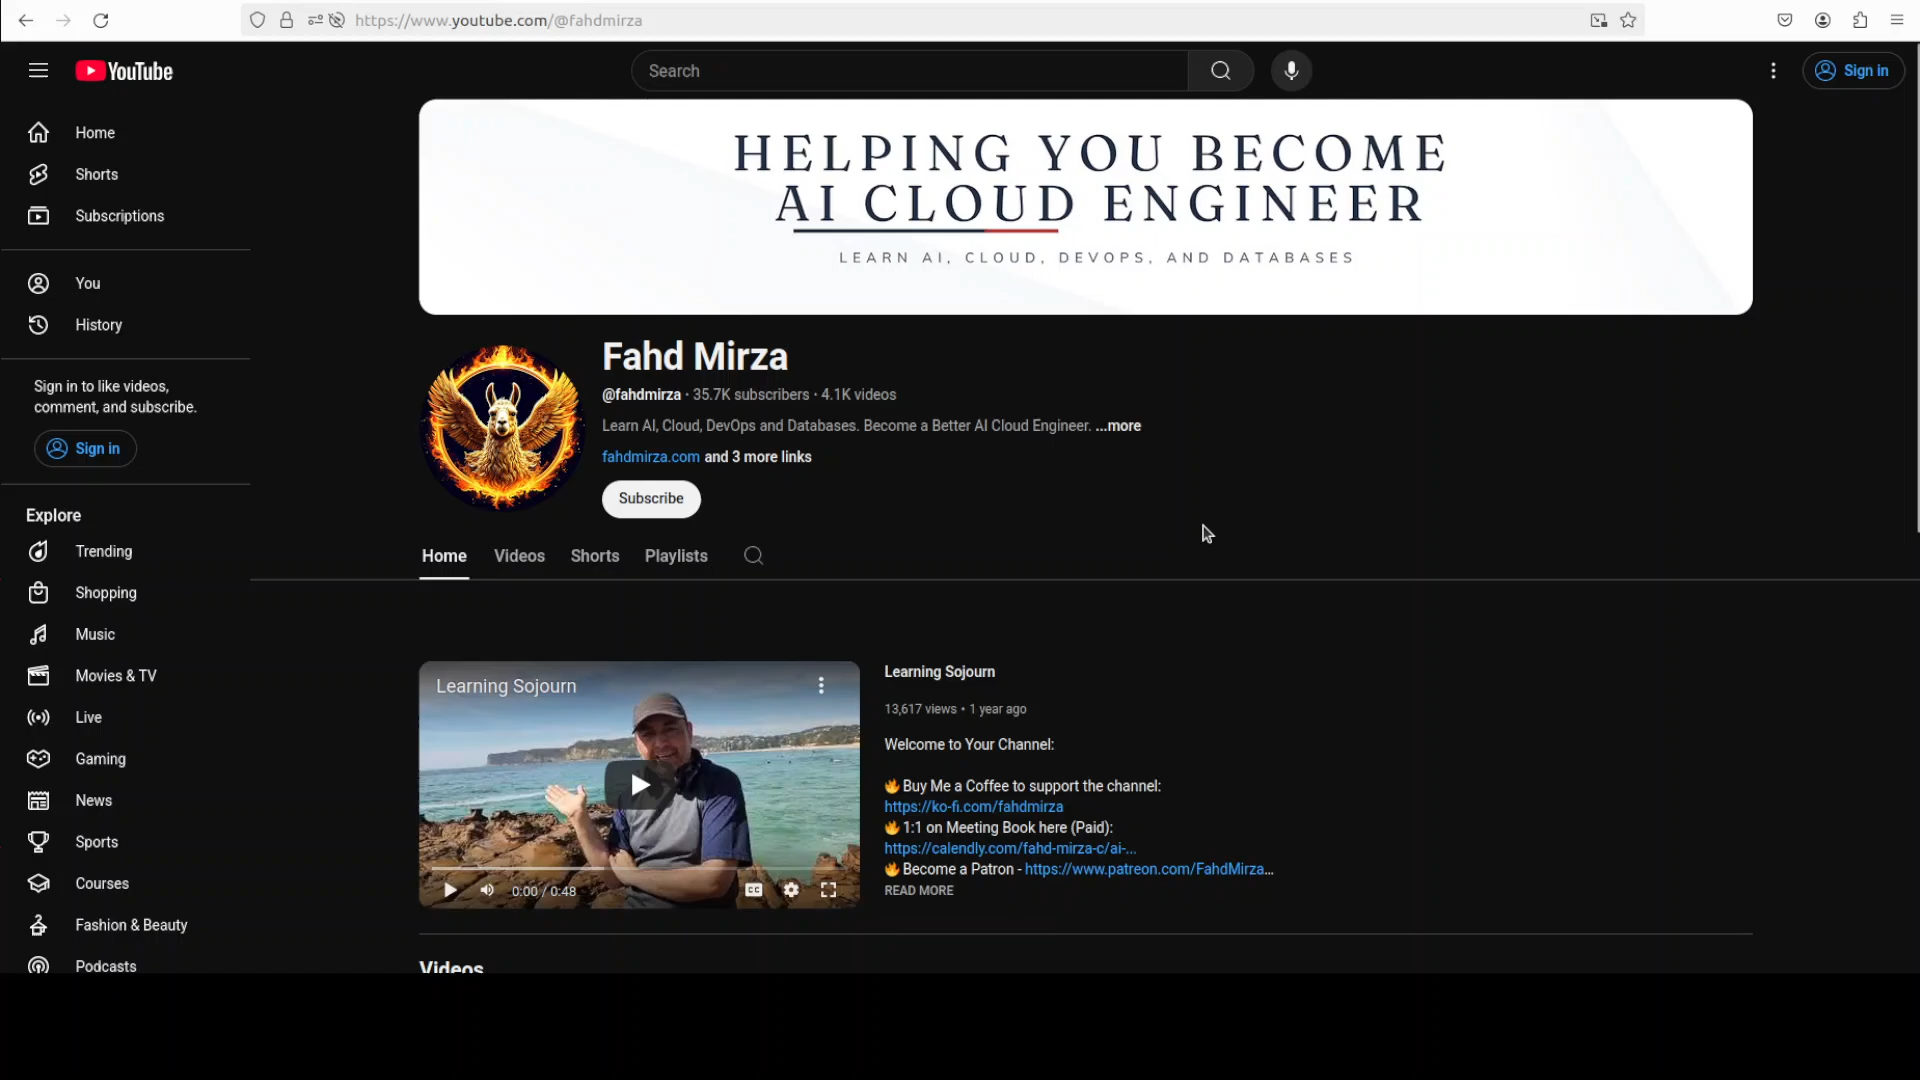 https://www.youtube.com/@fahdmirza
YouTube
Search
Sign in
Home
Shorts
Subscriptions
You
History
Sign in to like videos,
comment, and subscribe.
Sign in
Explore
Trending
Shopping
Music
Movies & TV
Live
Gaming
News
Sports
Courses
Fashion & Beauty
Podcasts
HELPING YOU BECOME
AI CLOUD ENGINEER
LEARN AI, CLOUD, DEVOPS, AND DATABASES
Fahd Mirza
@fahdmirza · 35.7K subscribers · 4.1K videos
Learn AI, Cloud, DevOps and Databases. Become a Better AI Cloud Engineer. ...more
fahdmirza.com and 3 more links
Subscribe
Home Videos Shorts Playlists
Learning Sojourn
0:00 / 0:48
CC
Learning Sojourn
13,617 views • 1 year ago
Welcome to Your Channel:
🔥Buy Me a Coffee to support the channel:
https://ko-fi.com/fahdmirza
🔥1:1 on Meeting Book here (Paid):
https://calendly.com/fahd-mirza-c/ai-...
🔥Become a Patron - https://www.patreon.com/FahdMirza...
READ MORE
Videos